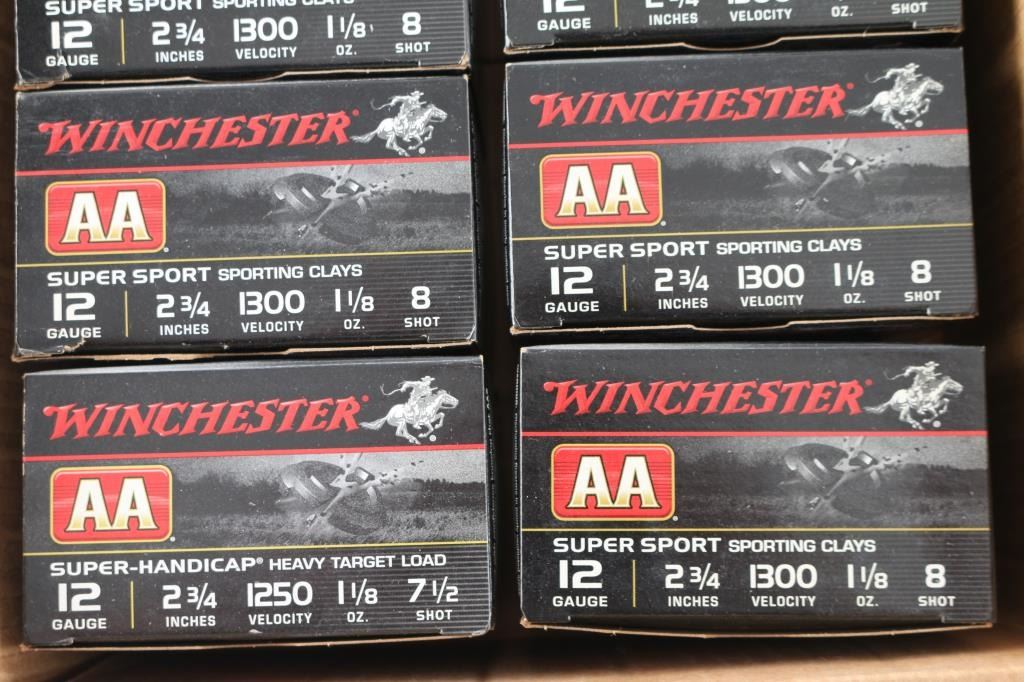 SUPER SPORT SPORTING CLAYS
12 2 3/4 1300 1 1/8 8
GAUGE INCHES VELOCITY OZ. SHOT
12 2 3/4 1300
GAUGE INCHES VELOCITY OZ. SHOT
WINCHESTER
AA
SUPER SPORT SPORTING CLAYS
12 2 3/4 1300 1 1/8 8
GAUGE INCHES VELOCITY OZ. SHOT
WINCHESTER®
AA
SUPER SPORT SPORTING CLAYS
12 2 3/4 1300 1 1/8 8
GAUGE INCHES VELOCITY OZ. SHOT
WINCHESTER
AA
SUPER-HANDICAP® HEAVY TARGET LOAD
12 2 3/4 1250 1 1/8 7 1/2
GAUGE INCHES VELOCITY OZ. SHOT
WINCHESTER
AA
SUPER SPORT SPORTING CLAYS
12 2 3/4 1300 1 1/8 8
GAUGE INCHES VELOCITY OZ. SHOT